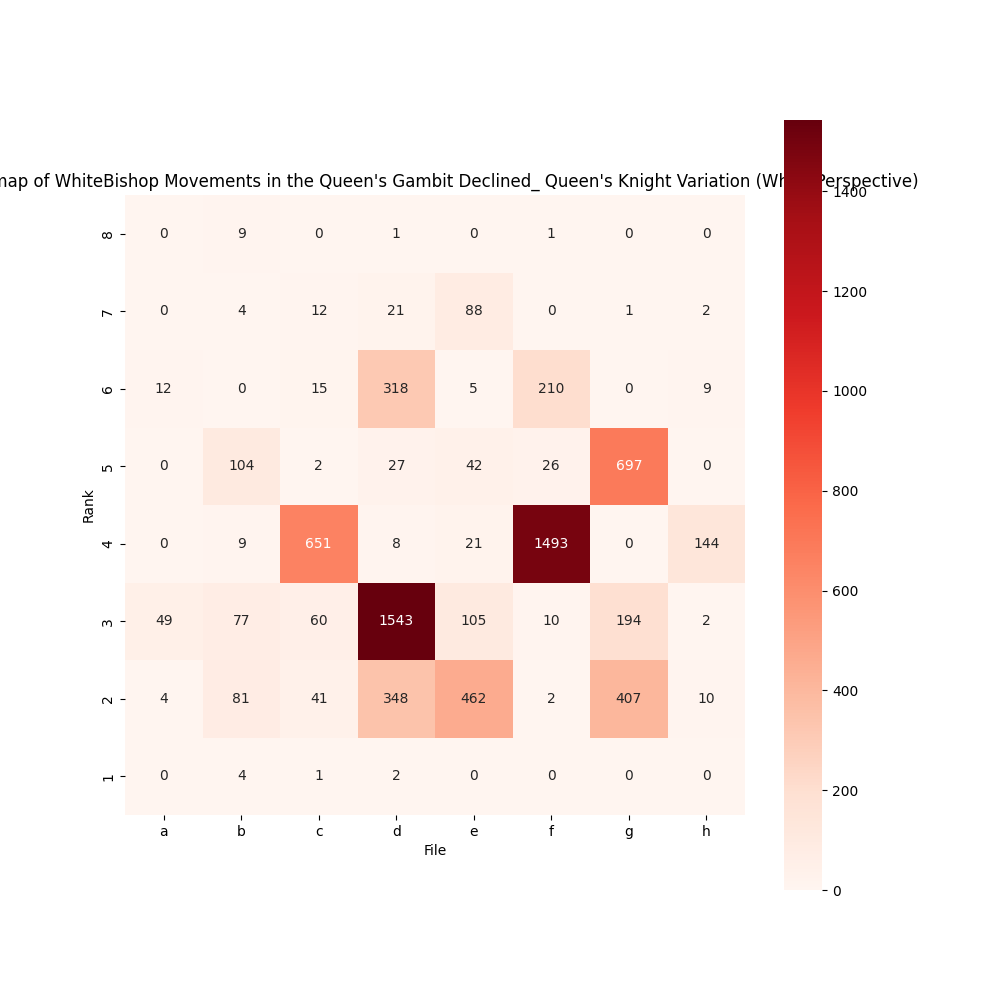 map of WhiteBishop Movements in the Queen's Gambit Declined_ Queen's Knight Variation (White Perspective)
1400
8 0 9 0 1 0 1 0 0
1200
7 0 4 12 21 88 0 1 2
1000
6 12 0 15 318 5 210 0 9
800
5 0 104 2 27 42 26 697 0
Rank
600
4 0 9 651 8 21 1493 0 144
3 49 77 60 1543 105 10 194 2
400
2 4 81 41 348 462 2 407 10
200
1 0 4 1 2 0 0 0 0
a b c d e f g h
File
0